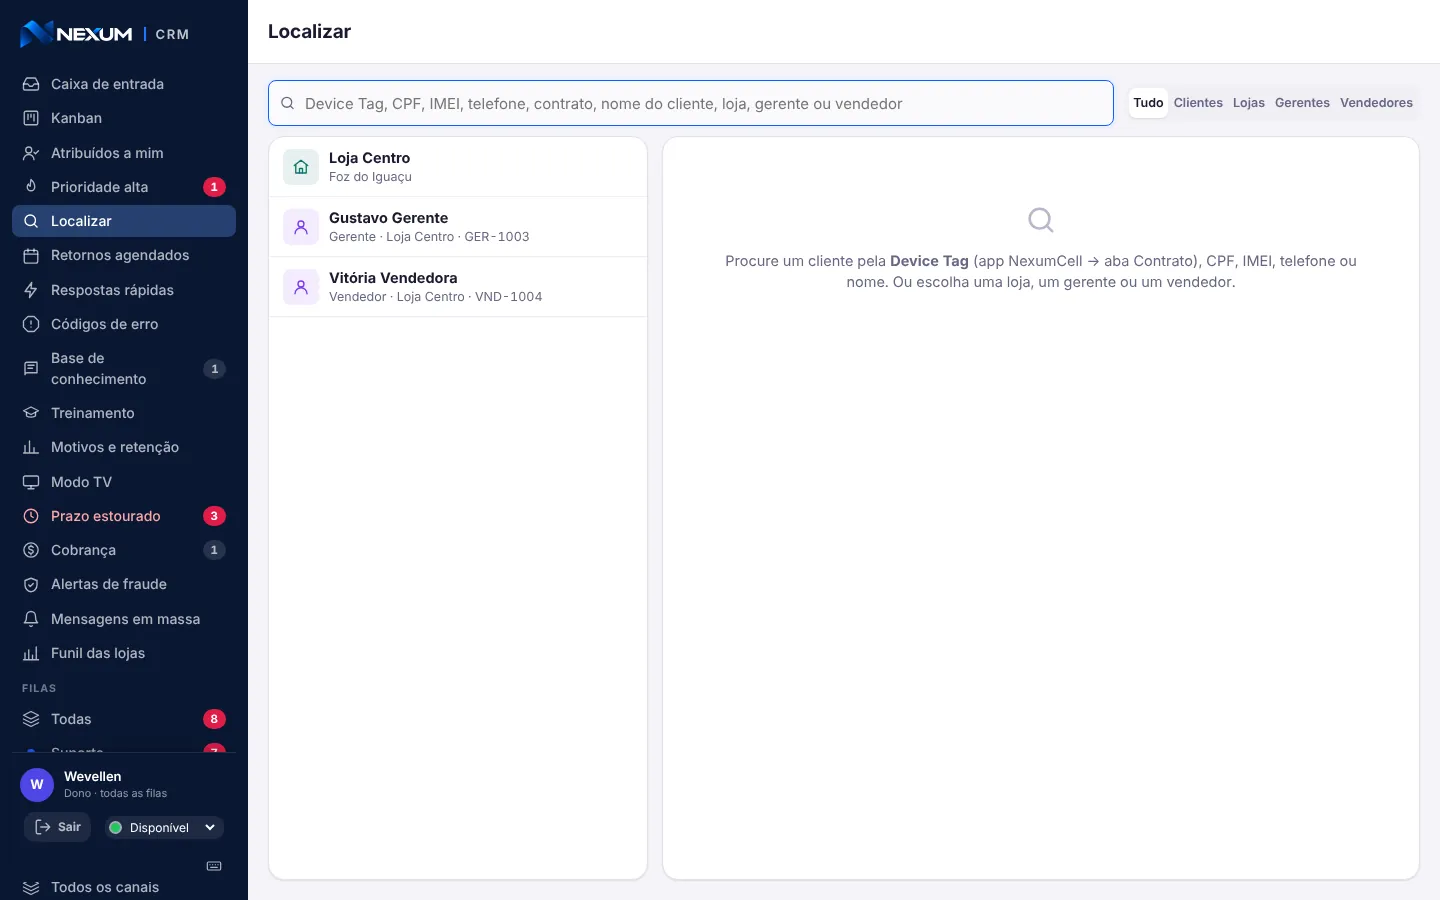 NEXUM | CRM
Caixa de entrada
Kanban
Atribuídos a mim
Prioridade alta 1
Localizar
Retornos agendados
Respostas rápidas
Códigos de erro
Base de
conhecimento 1
Treinamento
Motivos e retenção
Modo TV
Prazo estourado 3
Cobrança 1
Alertas de fraude
Mensagens em massa
Funil das lojas
FILAS
Todas 8
Suporte 7
W
Wevellen
Dono · todas as filas
Sair
Disponível
Todos os canais
Localizar
Device Tag, CPF, IMEI, telefone, contrato, nome do cliente, loja, gerente ou vendedor
Tudo Clientes Lojas Gerentes Vendedores
Loja Centro
Foz do Iguaçu
Gustavo Gerente
Gerente · Loja Centro · GER-1003
Vitória Vendedora
Vendedor · Loja Centro · VND-1004
Procure um cliente pela Device Tag (app NexumCell → aba Contrato), CPF, IMEI, telefone ou
nome. Ou escolha uma loja, um gerente ou um vendedor.